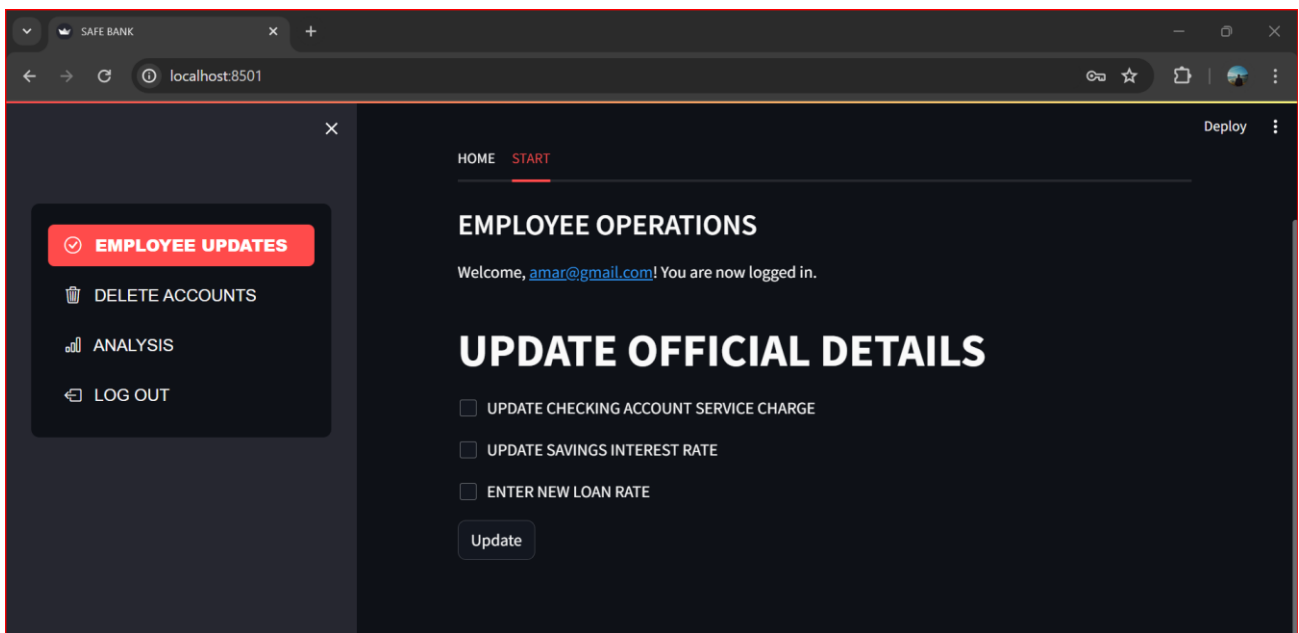 SAFE BANK
localhost:8501
Deploy
HOME START
EMPLOYEE UPDATES
DELETE ACCOUNTS
ANALYSIS
LOG OUT
EMPLOYEE OPERATIONS
Welcome, amar@gmail.com! You are now logged in.
UPDATE OFFICIAL DETAILS
UPDATE CHECKING ACCOUNT SERVICE CHARGE
UPDATE SAVINGS INTEREST RATE
ENTER NEW LOAN RATE
Update